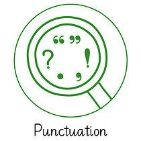 “ ”
? !
. ,
Punctuation